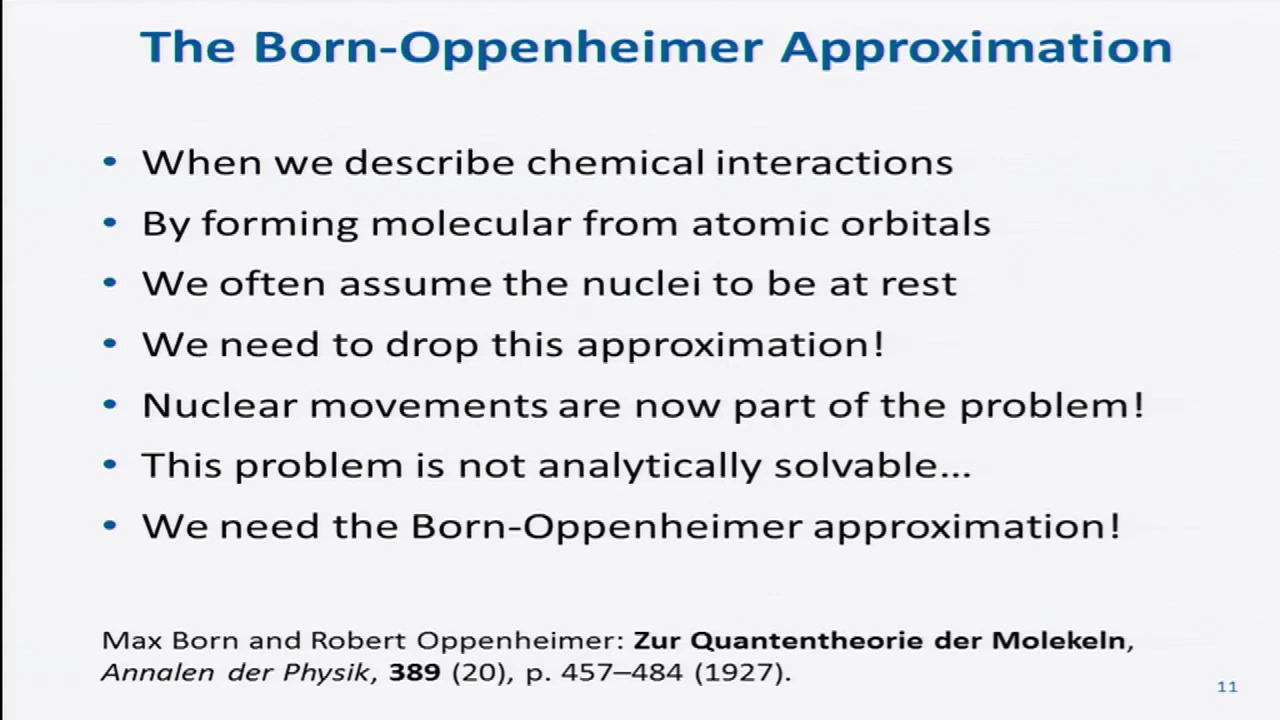 The Born-Oppenheimer Approximation
• When we describe chemical interactions
• By forming molecular from atomic orbitals
• We often assume the nuclei to be at rest
• We need to drop this approximation!
• Nuclear movements are now part of the problem!
• This problem is not analytically solvable...
• We need the Born-Oppenheimer approximation!
Max Born and Robert Oppenheimer: Zur Quantentheorie der Molekeln,
Annalen der Physik, 389 (20), p. 457–484 (1927).
11